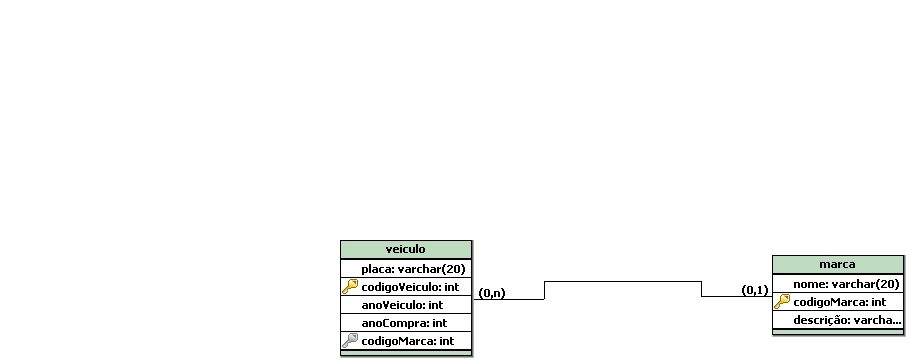 veiculo
placa: varchar(20)
codigoVeiculo: int
anoVeiculo: int
anoCompra: int
codigoMarca: int
(0,n)
(0,1)
marca
nome: varchar(20)
codigoMarca: int
descrição: varcha...